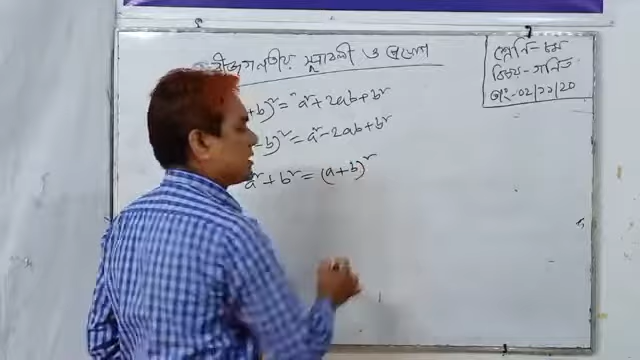 বীজগণিতীয় সূত্রাবলী ও প্রয়োগ
+b)² = a² + 2ab + b²
- b)² = a² - 2ab + b²
a² + b² = (a + b)²
শ্রেণি - ৮ম
বিষয় - গণিত
তাং - 02/11/20